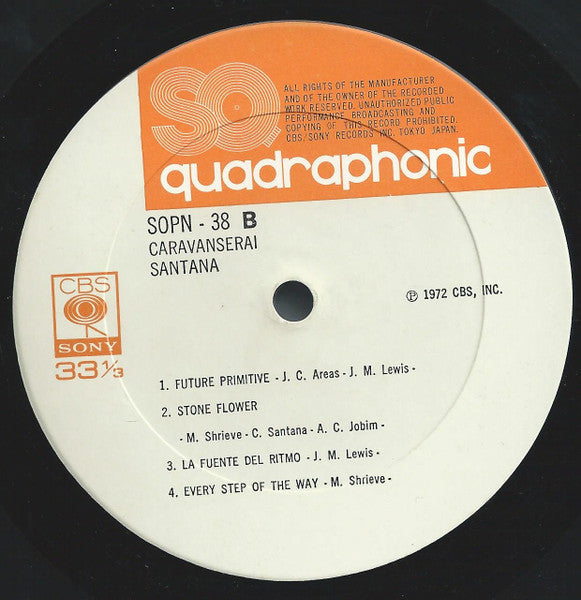 SQ
ALL RIGHTS OF THE MANUFACTURER
AND OF THE OWNER OF THE RECORDED
WORK RESERVED. UNAUTHORIZED PUBLIC
PERFORMANCE BROADCASTING AND
COPYING OF THIS RECORD PROHIBITED.
CBS. SONY RECORDS INC. TOKYO JAPAN.
quadraphonic
SOPN - 38 B
CARAVANSERAI
SANTANA
CBS
SONY
33 1/3
Ⓟ 1972 CBS, INC.
1. FUTURE PRIMITIVE - J. C. Areas - J. M. Lewis -
2. STONE FLOWER
- M. Shrieve - C. Santana - A. C. Jobim -
3. LA FUENTE DEL RITMO - J. M. Lewis -
4. EVERY STEP OF THE WAY - M. Shrieve -